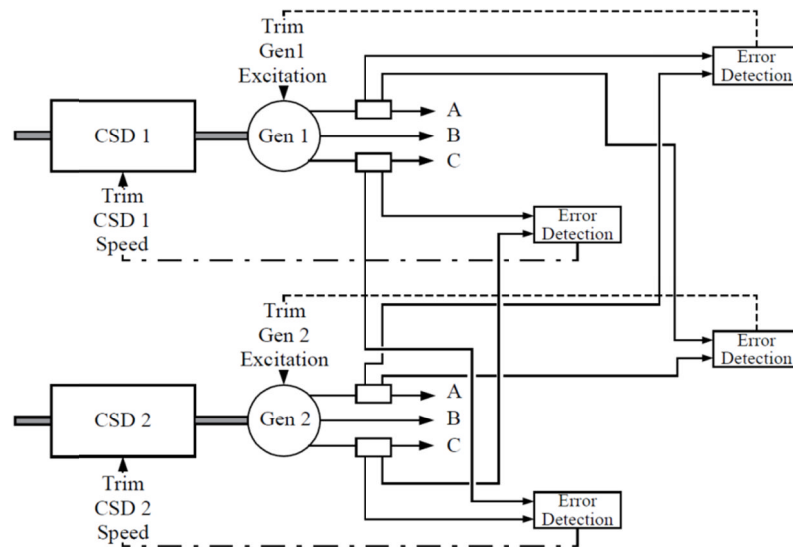 Trim
Gen1
Excitation
Error
Detection
CSD 1
Gen 1
A
B
C
Trim
CSD 1
Speed
Error
Detection
Trim
Gen 2
Excitation
Error
Detection
CSD 2
Gen 2
A
B
C
Trim
CSD 2
Speed
Error
Detection